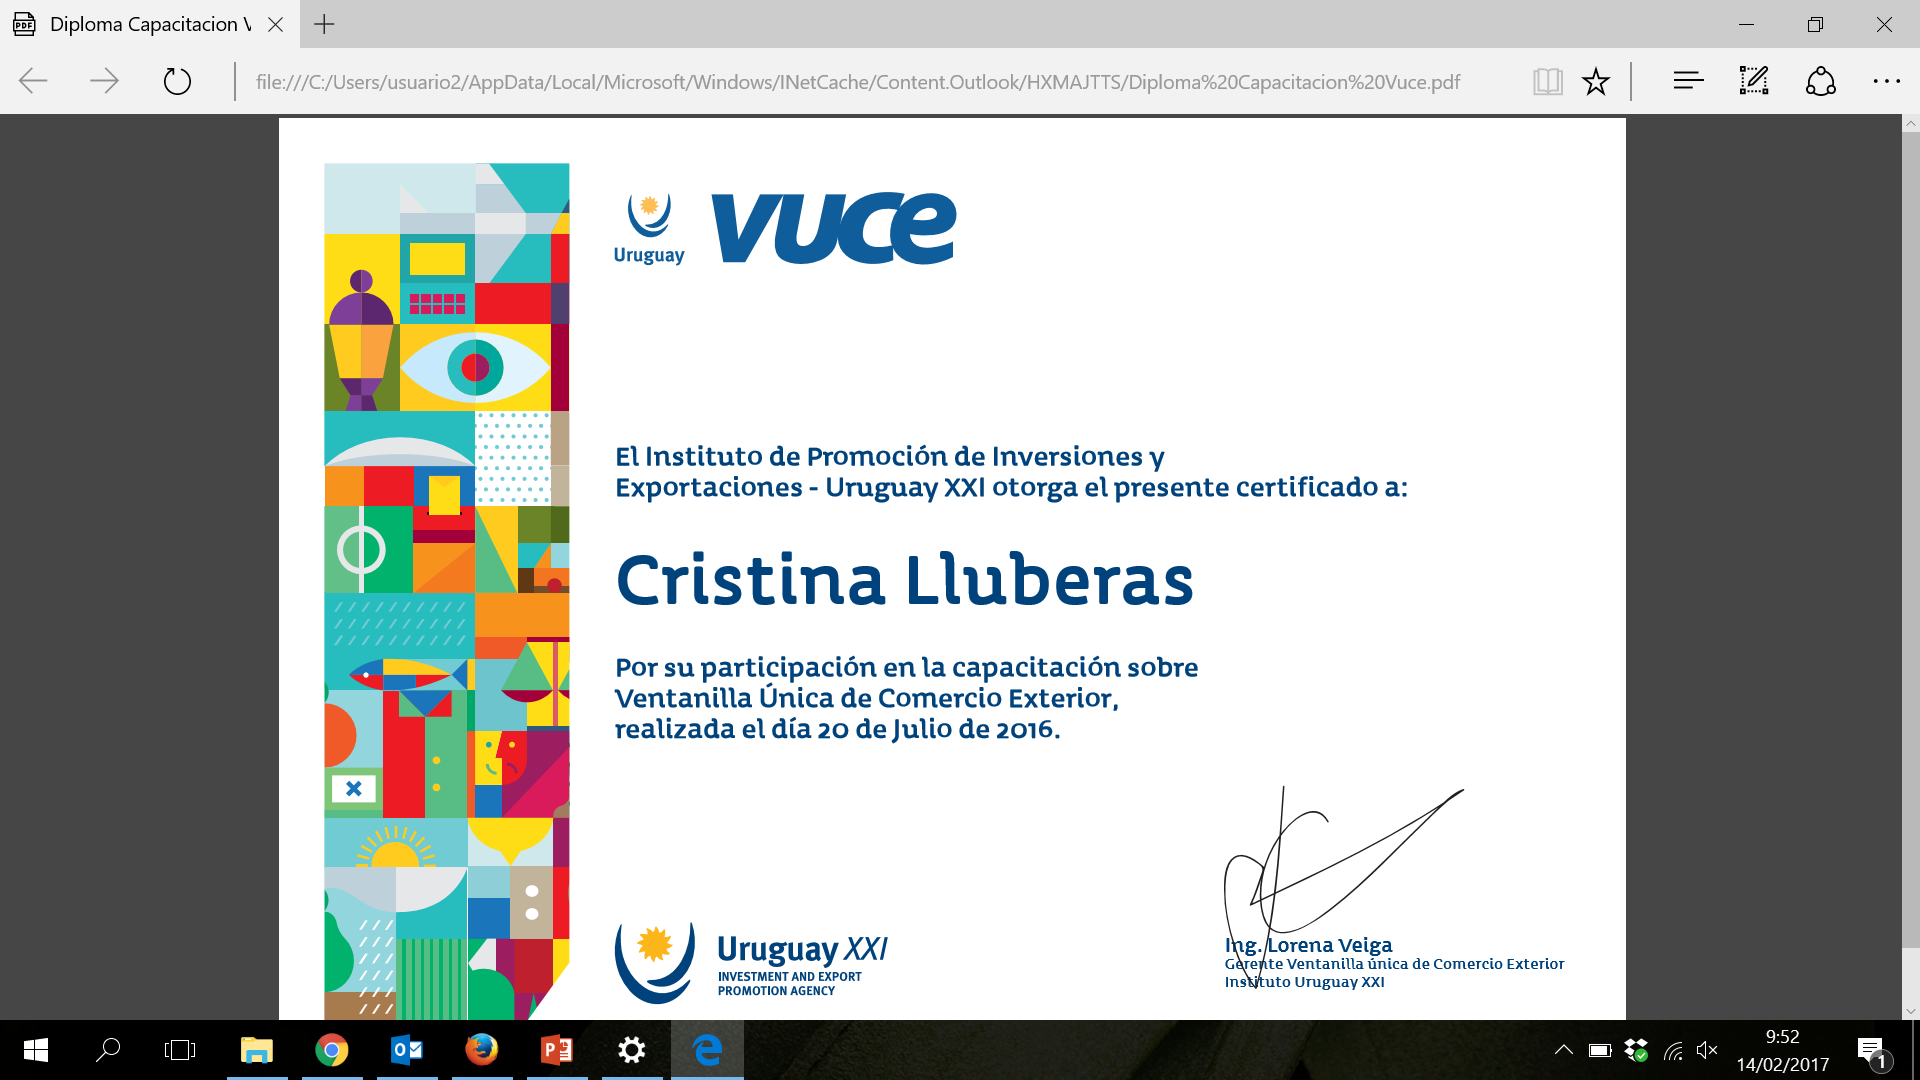 Diploma Capacitacion V
file:///C:/Users/usuario2/AppData/Local/Microsoft/Windows/INetCache/Content.Outlook/HXMAJTTS/Diploma%20Capacitacion%20Vuce.pdf
Uruguay
vuce
El Instituto de Promoción de Inversiones y
Exportaciones - Uruguay XXI otorga el presente certificado a:
Cristina Lluberas
Por su participación en la capacitación sobre
Ventanilla Única de Comercio Exterior,
realizada el día 20 de Julio de 2016.
Uruguay XXI
INVESTMENT AND EXPORT
PROMOTION AGENCY
Ing. Lorena Veiga
Gerente Ventanilla única de Comercio Exterior
Instituto Uruguay XXI
9:52
14/02/2017
1